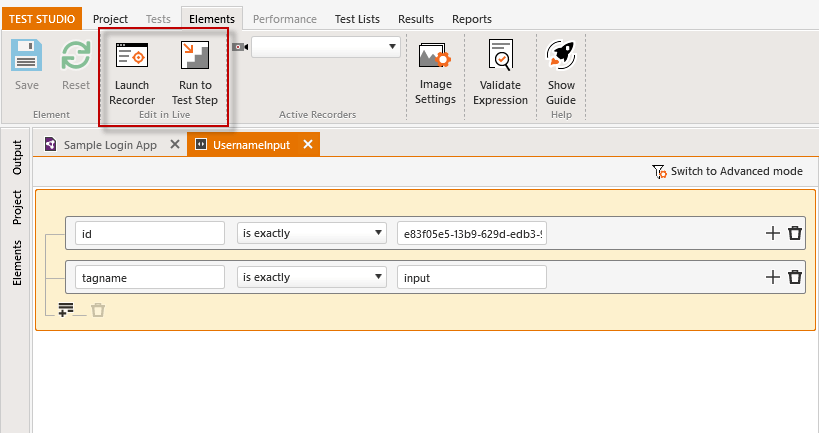 TEST STUDIO Project Tests Elements Performance Test Lists Results Reports
Save Reset Launch Recorder Run to Test Step Image Settings Validate Expression Show Guide
Element Edit in Live Active Recorders Help
Output
Project
Elements
Sample Login App UsernameInput
Switch to Advanced mode
id is exactly e83f05e5-13b9-629d-edb3-
tagname is exactly input